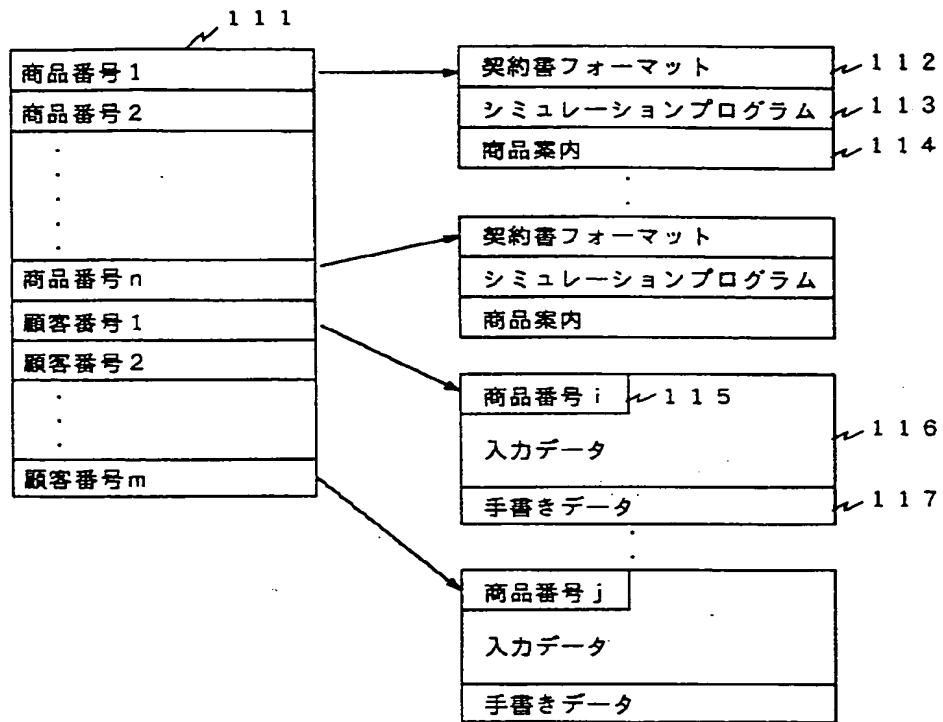 １１１
商品番号１
商品番号２
・
・
・
・
・
商品番号ｎ
顧客番号１
顧客番号２
・
・
・
顧客番号ｍ
契約書フォーマット
１１２
シミュレーションプログラム
１１３
商品案内
１１４
・
・
契約書フォーマット
シミュレーションプログラム
商品案内
商品番号ｉ
１１５
入力データ
１１６
手書きデータ
１１７
・
・
商品番号ｊ
入力データ
手書きデータ